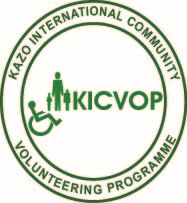 KAZO INTERNATIONAL COMMUNITY
KICVOP
VOLUNTEERING PROGRAMME